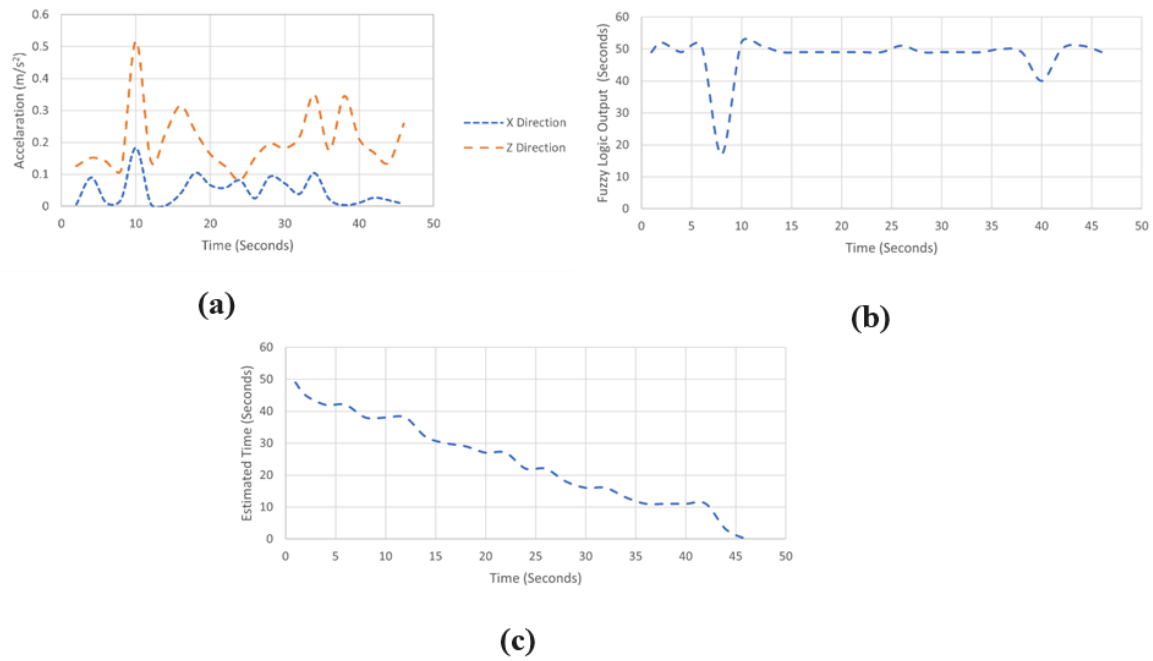 0.6
0.5
0.4
0.3
0.2
0.1
0
Accelaration (m/s²)
0 10 20 30 40 50
Time (Seconds)
X Direction
Z Direction
(a)
60
50
40
30
20
10
0
Fuzzy Logic Output (Seconds)
0 5 10 15 20 25 30 35 40 45 50
Time (Seconds)
(b)
60
50
40
30
20
10
0
Estimated Time (Seconds)
0 5 10 15 20 25 30 35 40 45 50
Time (Seconds)
(c)